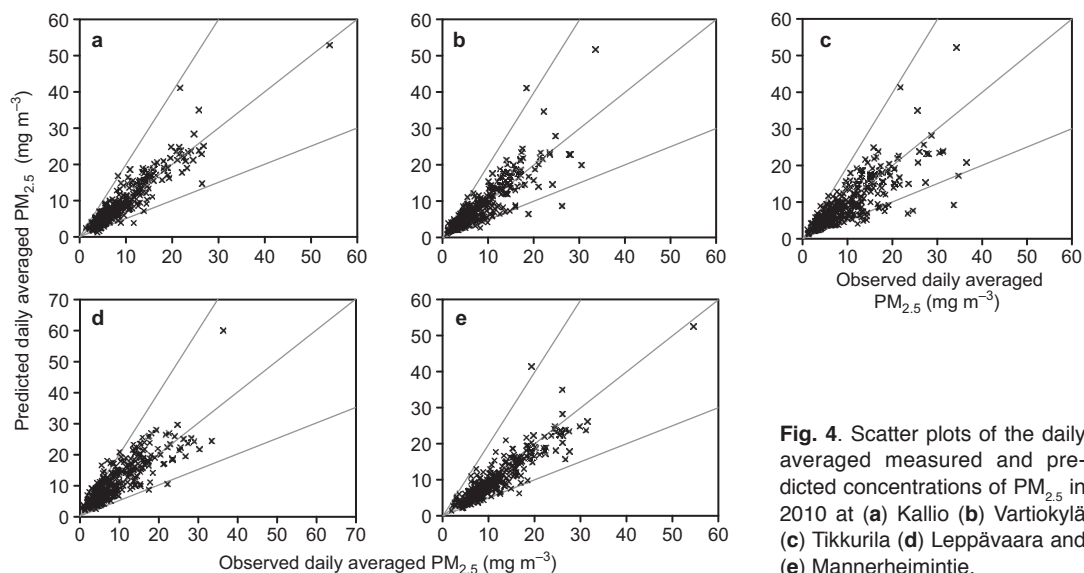 Predicted daily averaged PM2.5 (mg m–3)
a
60
50
40
30
20
10
0
0 10 20 30 40 50 60
b
60
50
40
30
20
10
0
0 10 20 30 40 50 60
c
60
50
40
30
20
10
0
0 10 20 30 40 50 60
Observed daily averaged
PM2.5 (mg m–3)
d
70
60
50
40
30
20
10
0
0 10 20 30 40 50 60 70
e
60
50
40
30
20
10
0
0 10 20 30 40 50 60
Observed daily averaged PM2.5 (mg m–3)
Fig. 4. Scatter plots of the daily
averaged measured and pre-
dicted concentrations of PM2.5 in
2010 at (a) Kallio (b) Vartiokylä
(c) Tikkurila (d) Leppävaara and
(e) Mannerheimintie.